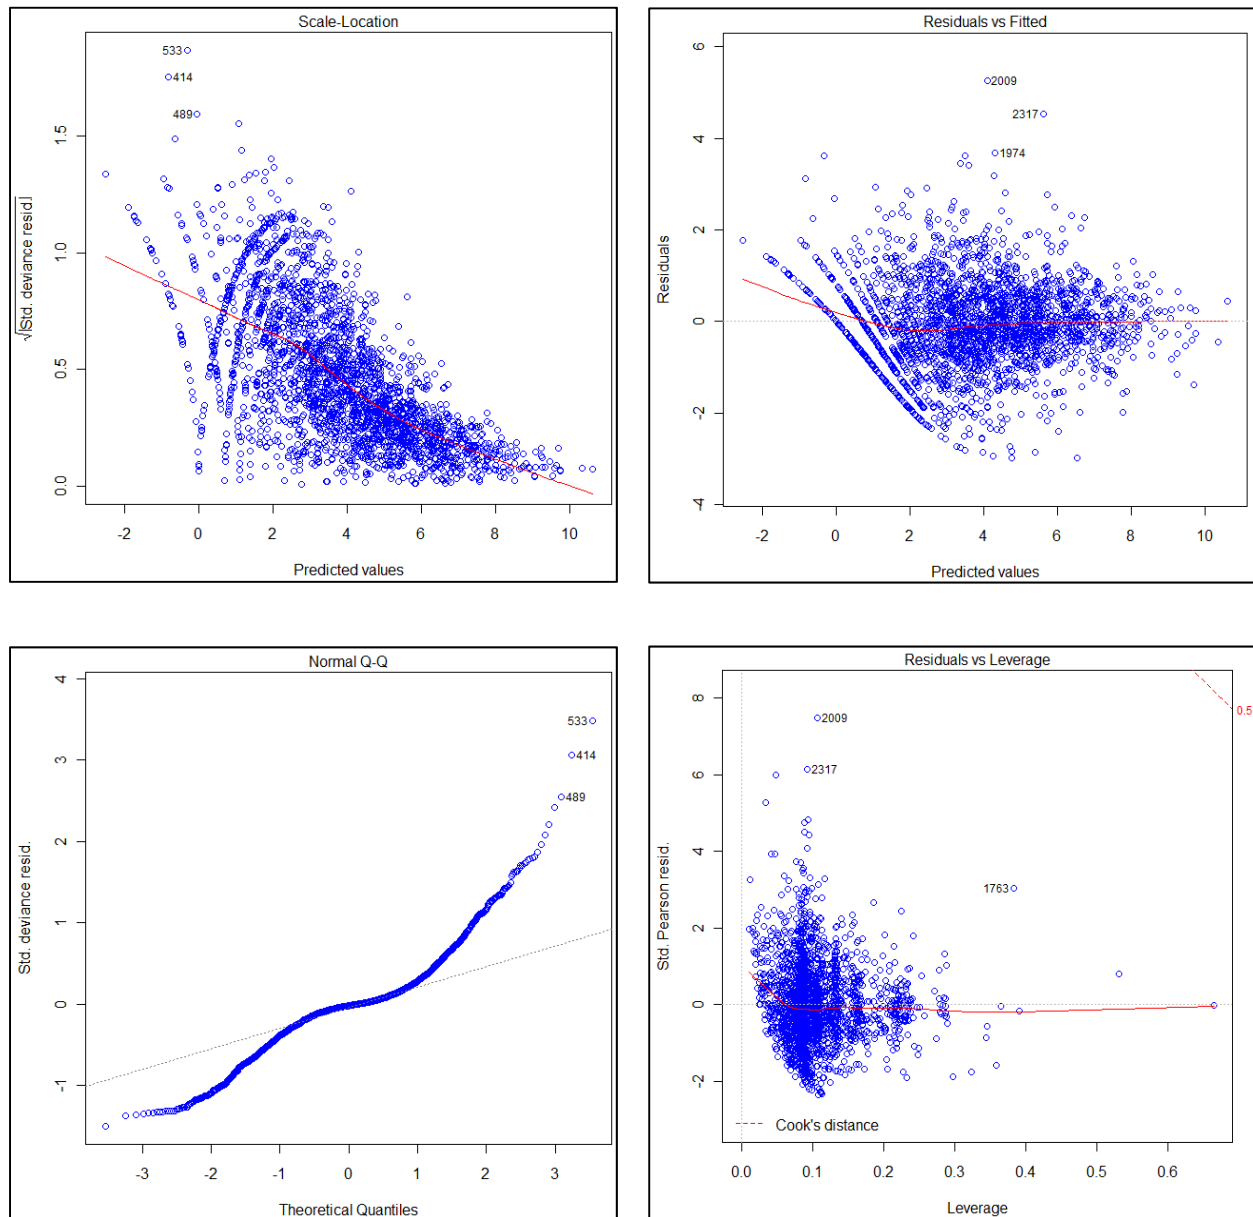 Scale-Location
533
414
489
√|Std. deviance resid.|
0.0
0.5
1.0
1.5
-2 0 2 4 6 8 10
Predicted values
Residuals vs Fitted
2009
2317
1974
Residuals
-4
-2
0
2
4
6
-2 0 2 4 6 8 10
Predicted values
Normal Q-Q
533
414
489
Std. deviance resid.
-1
0
1
2
3
4
-3 -2 -1 0 1 2 3
Theoretical Quantiles
Residuals vs Leverage
2009
2317
1763
0.5
Std. Pearson resid.
-2
0
2
4
6
8
Cook's distance
0.0 0.1 0.2 0.3 0.4 0.5 0.6
Leverage